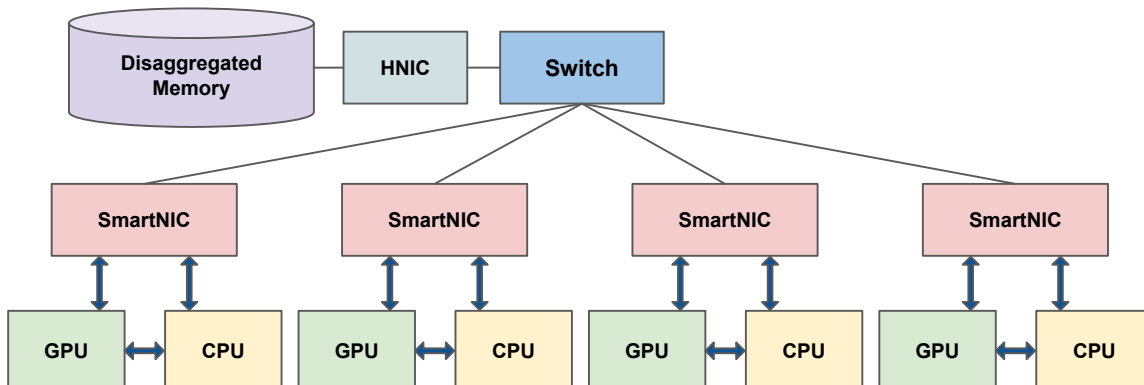 Disaggregated
Memory
HNIC
Switch
SmartNIC
SmartNIC
SmartNIC
SmartNIC
GPU
CPU
GPU
CPU
GPU
CPU
GPU
CPU